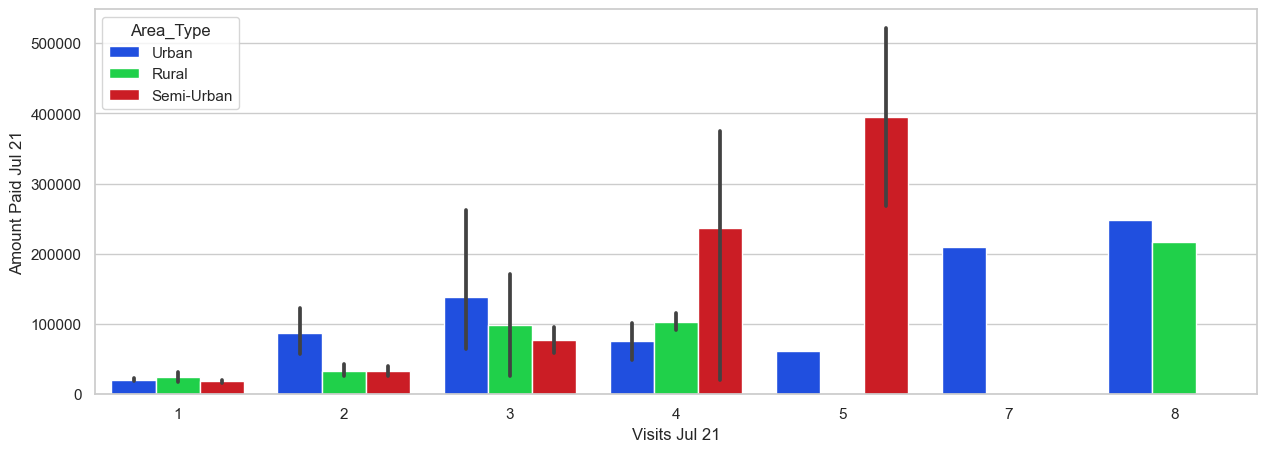 Area_Type
Urban
Rural
Semi-Urban
Amount Paid Jul 21
500000
400000
300000
200000
100000
0
1 2 3 4 5 7 8
Visits Jul 21